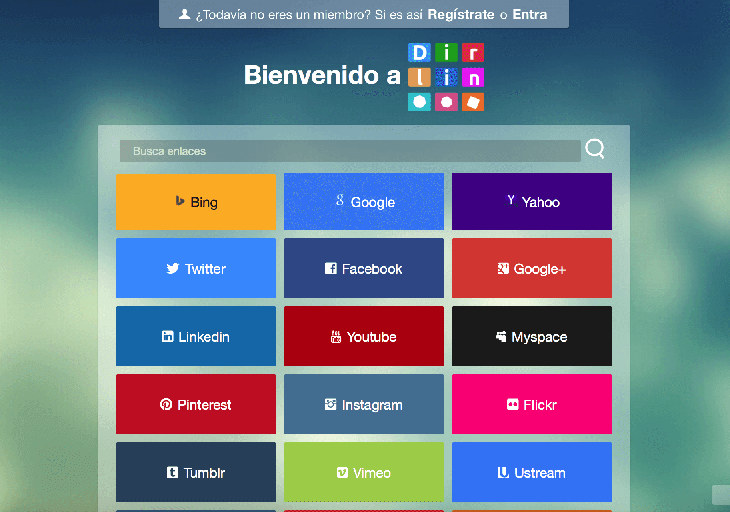 ¿Todavía no eres un miembro? Si es así Regístrate o Entra
Bienvenido a Dirlin
Busca enlaces
Bing Google Yahoo
Twitter Facebook Google+
Linkedin Youtube Myspace
Pinterest Instagram Flickr
Tumblr Vimeo Ustream